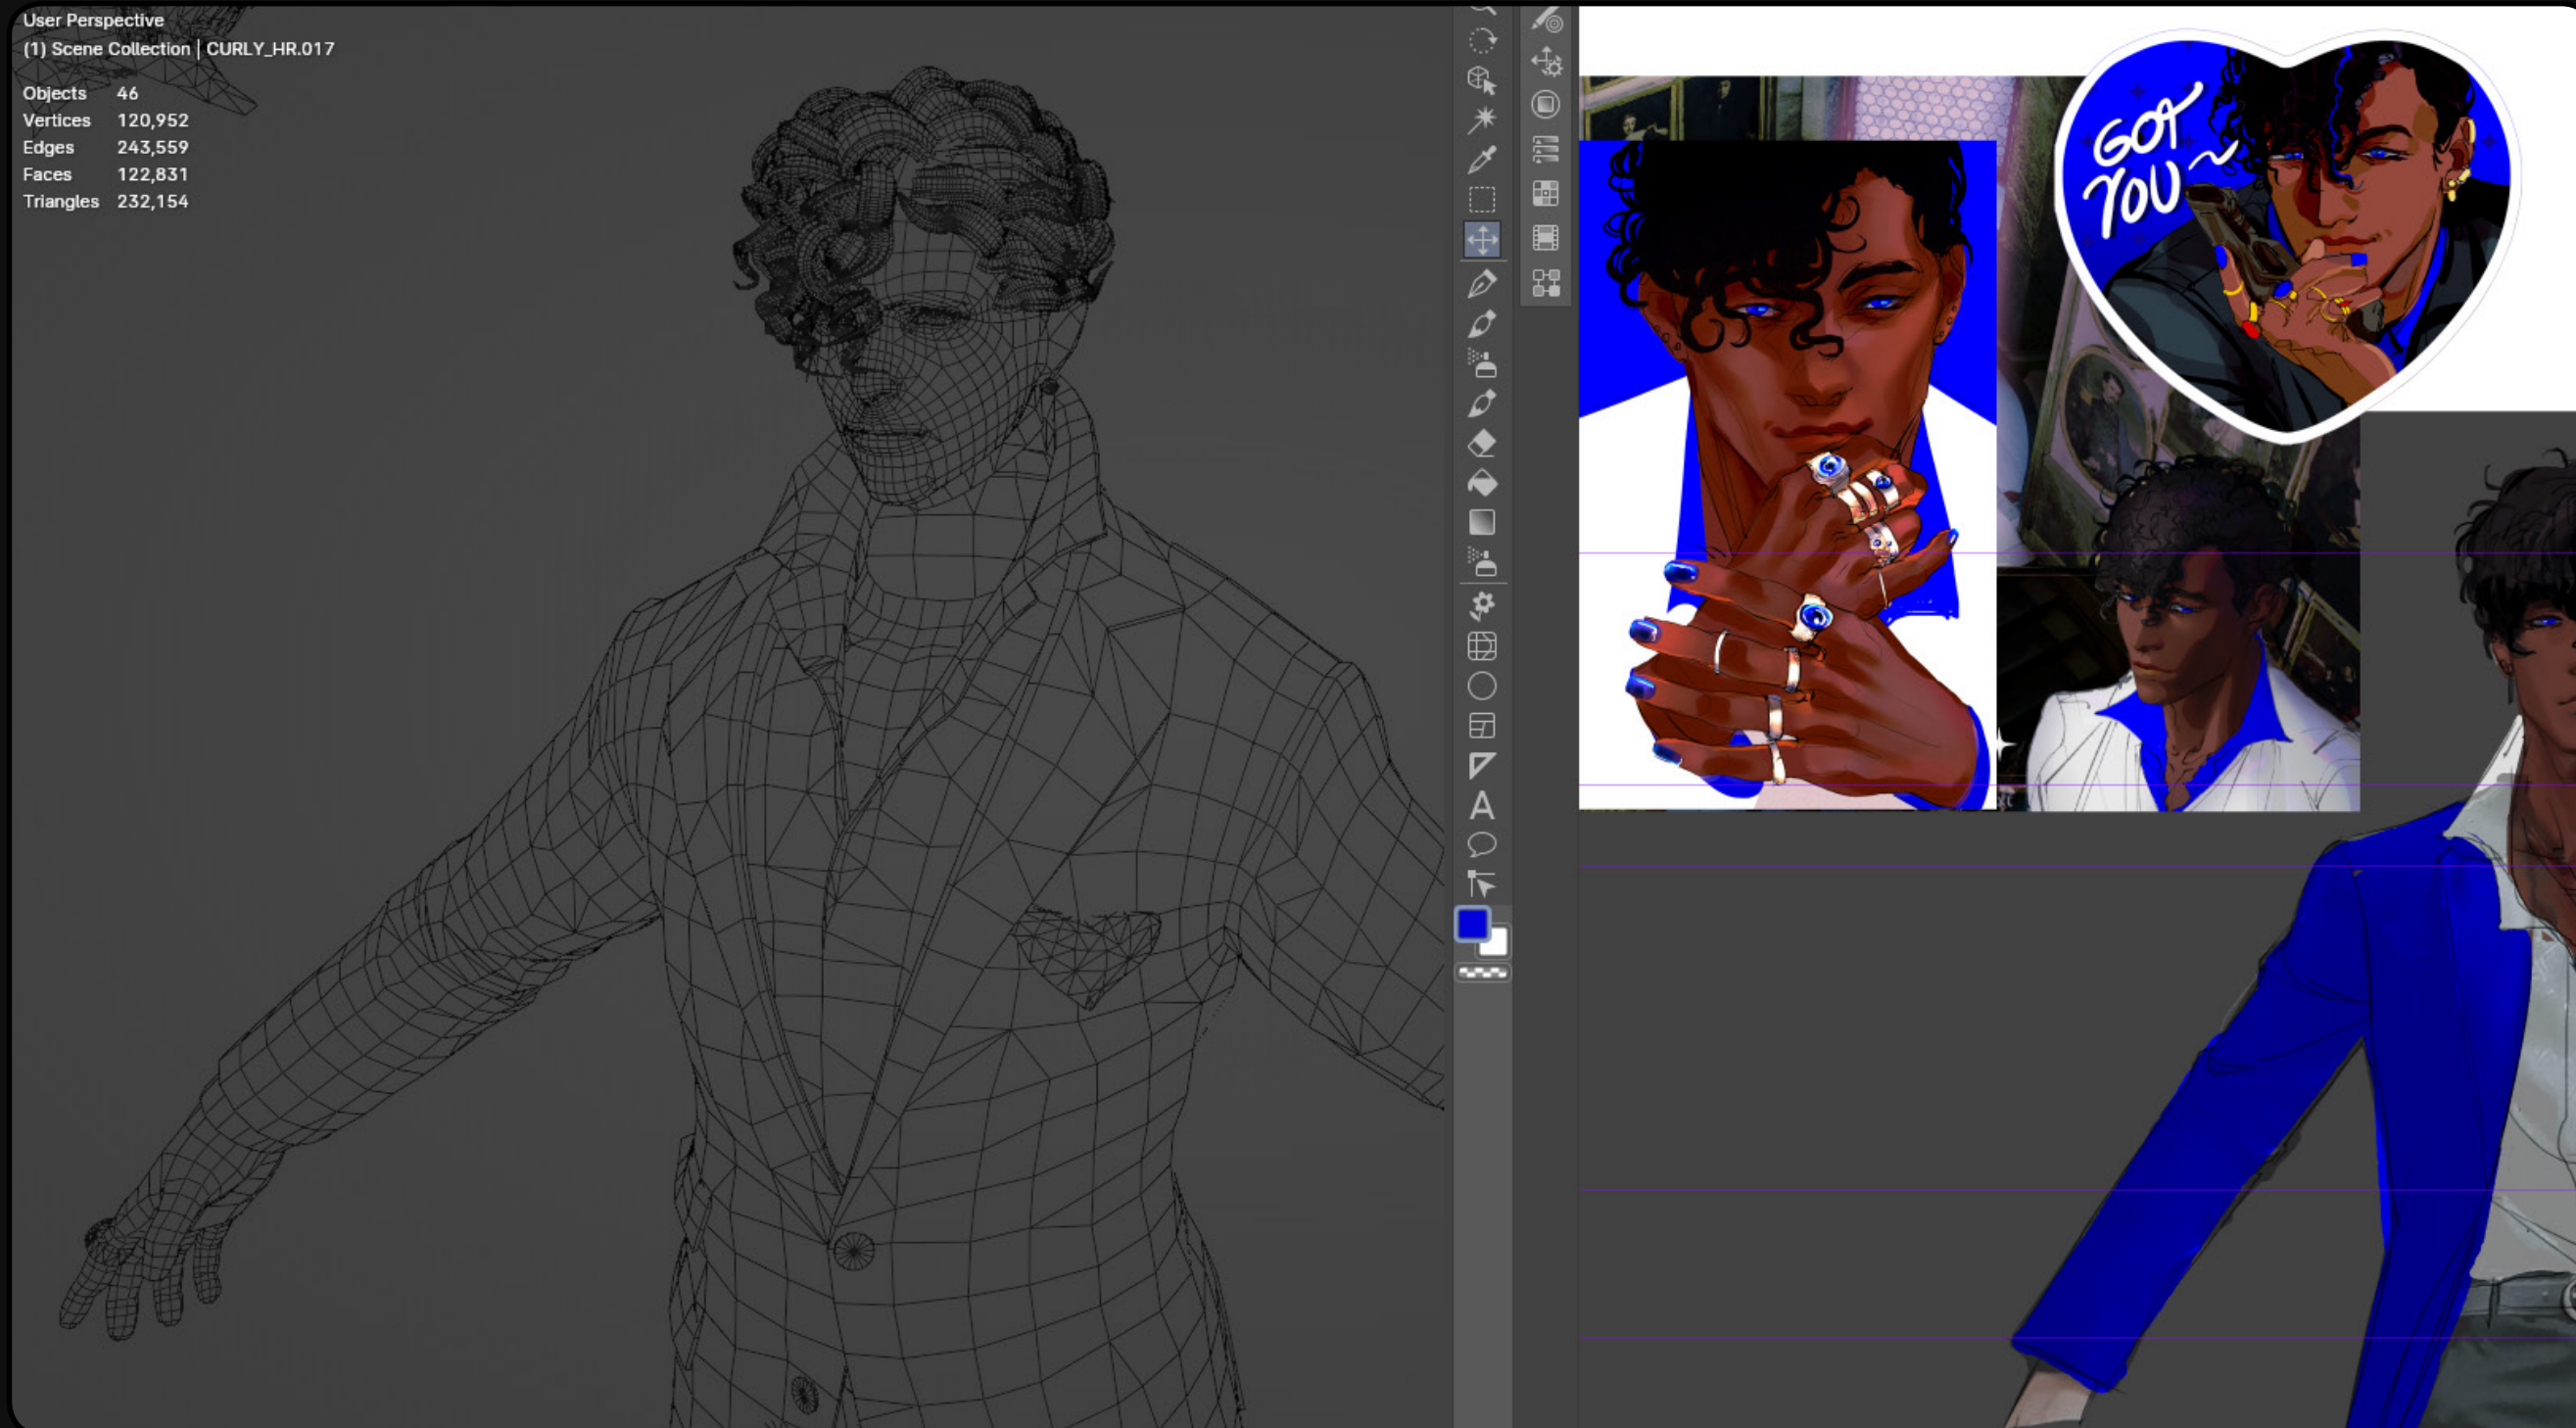 User Perspective
(1) Scene Collection | CURLY_HR.017
Objects 46
Vertices 120,952
Edges 243,559
Faces 122,831
Triangles 232,154
GOT
YOU~